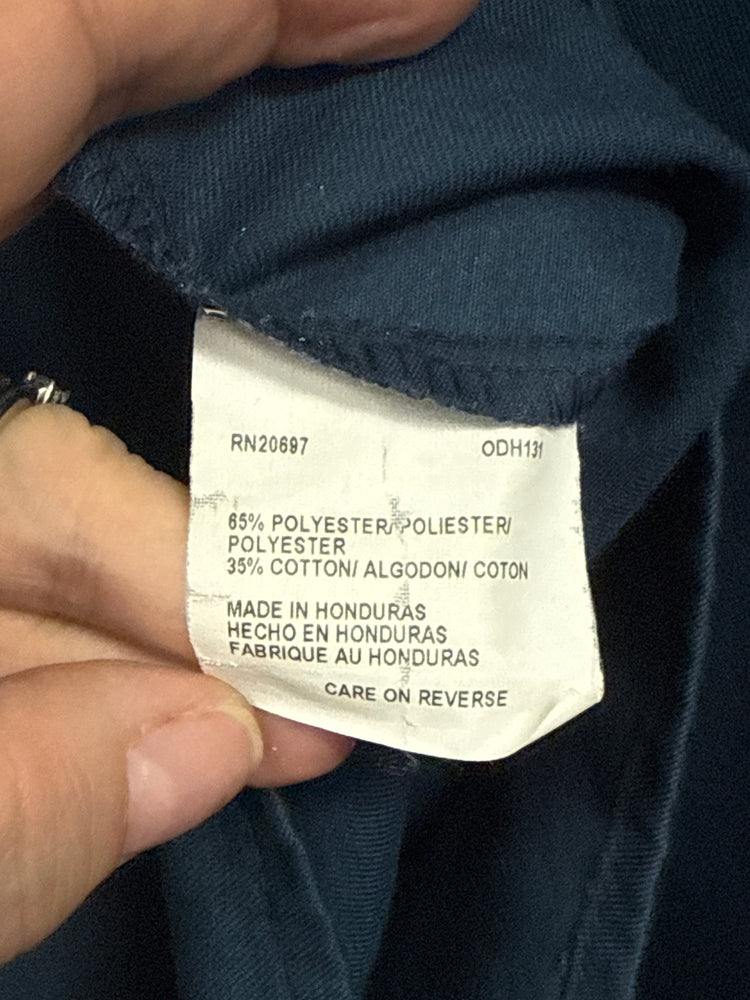 RN20697 ODH131
65% POLYESTER/ POLIESTER/
POLYESTER
35% COTTON/ ALGODON/ COTON
MADE IN HONDURAS
HECHO EN HONDURAS
FABRIQUE AU HONDURAS
CARE ON REVERSE